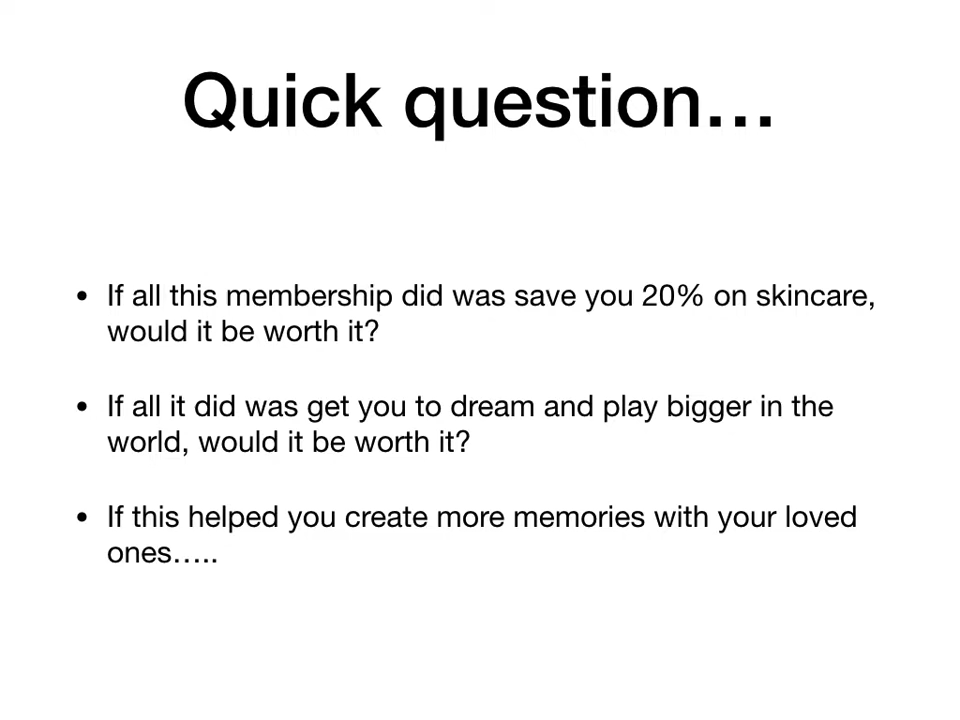 Quick question…
• If all this membership did was save you 20% on skincare,
would it be worth it?
• If all it did was get you to dream and play bigger in the
world, would it be worth it?
• If this helped you create more memories with your loved
ones…..